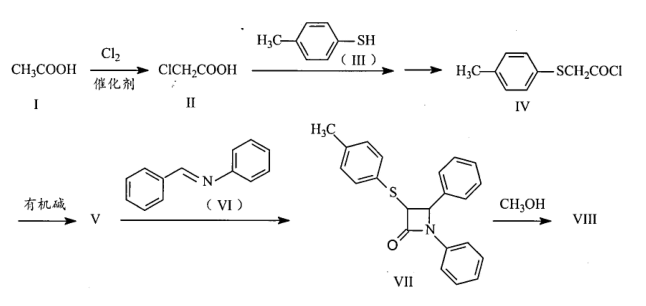 H₃C SH
Cl₂ (III) H₃C
CH₃COOH ClCH₂COOH SCH₂COCl
催化剂
I II IV
H₃C
有机碱 V N S CH₃OH VIII
(VI) N
O
VII